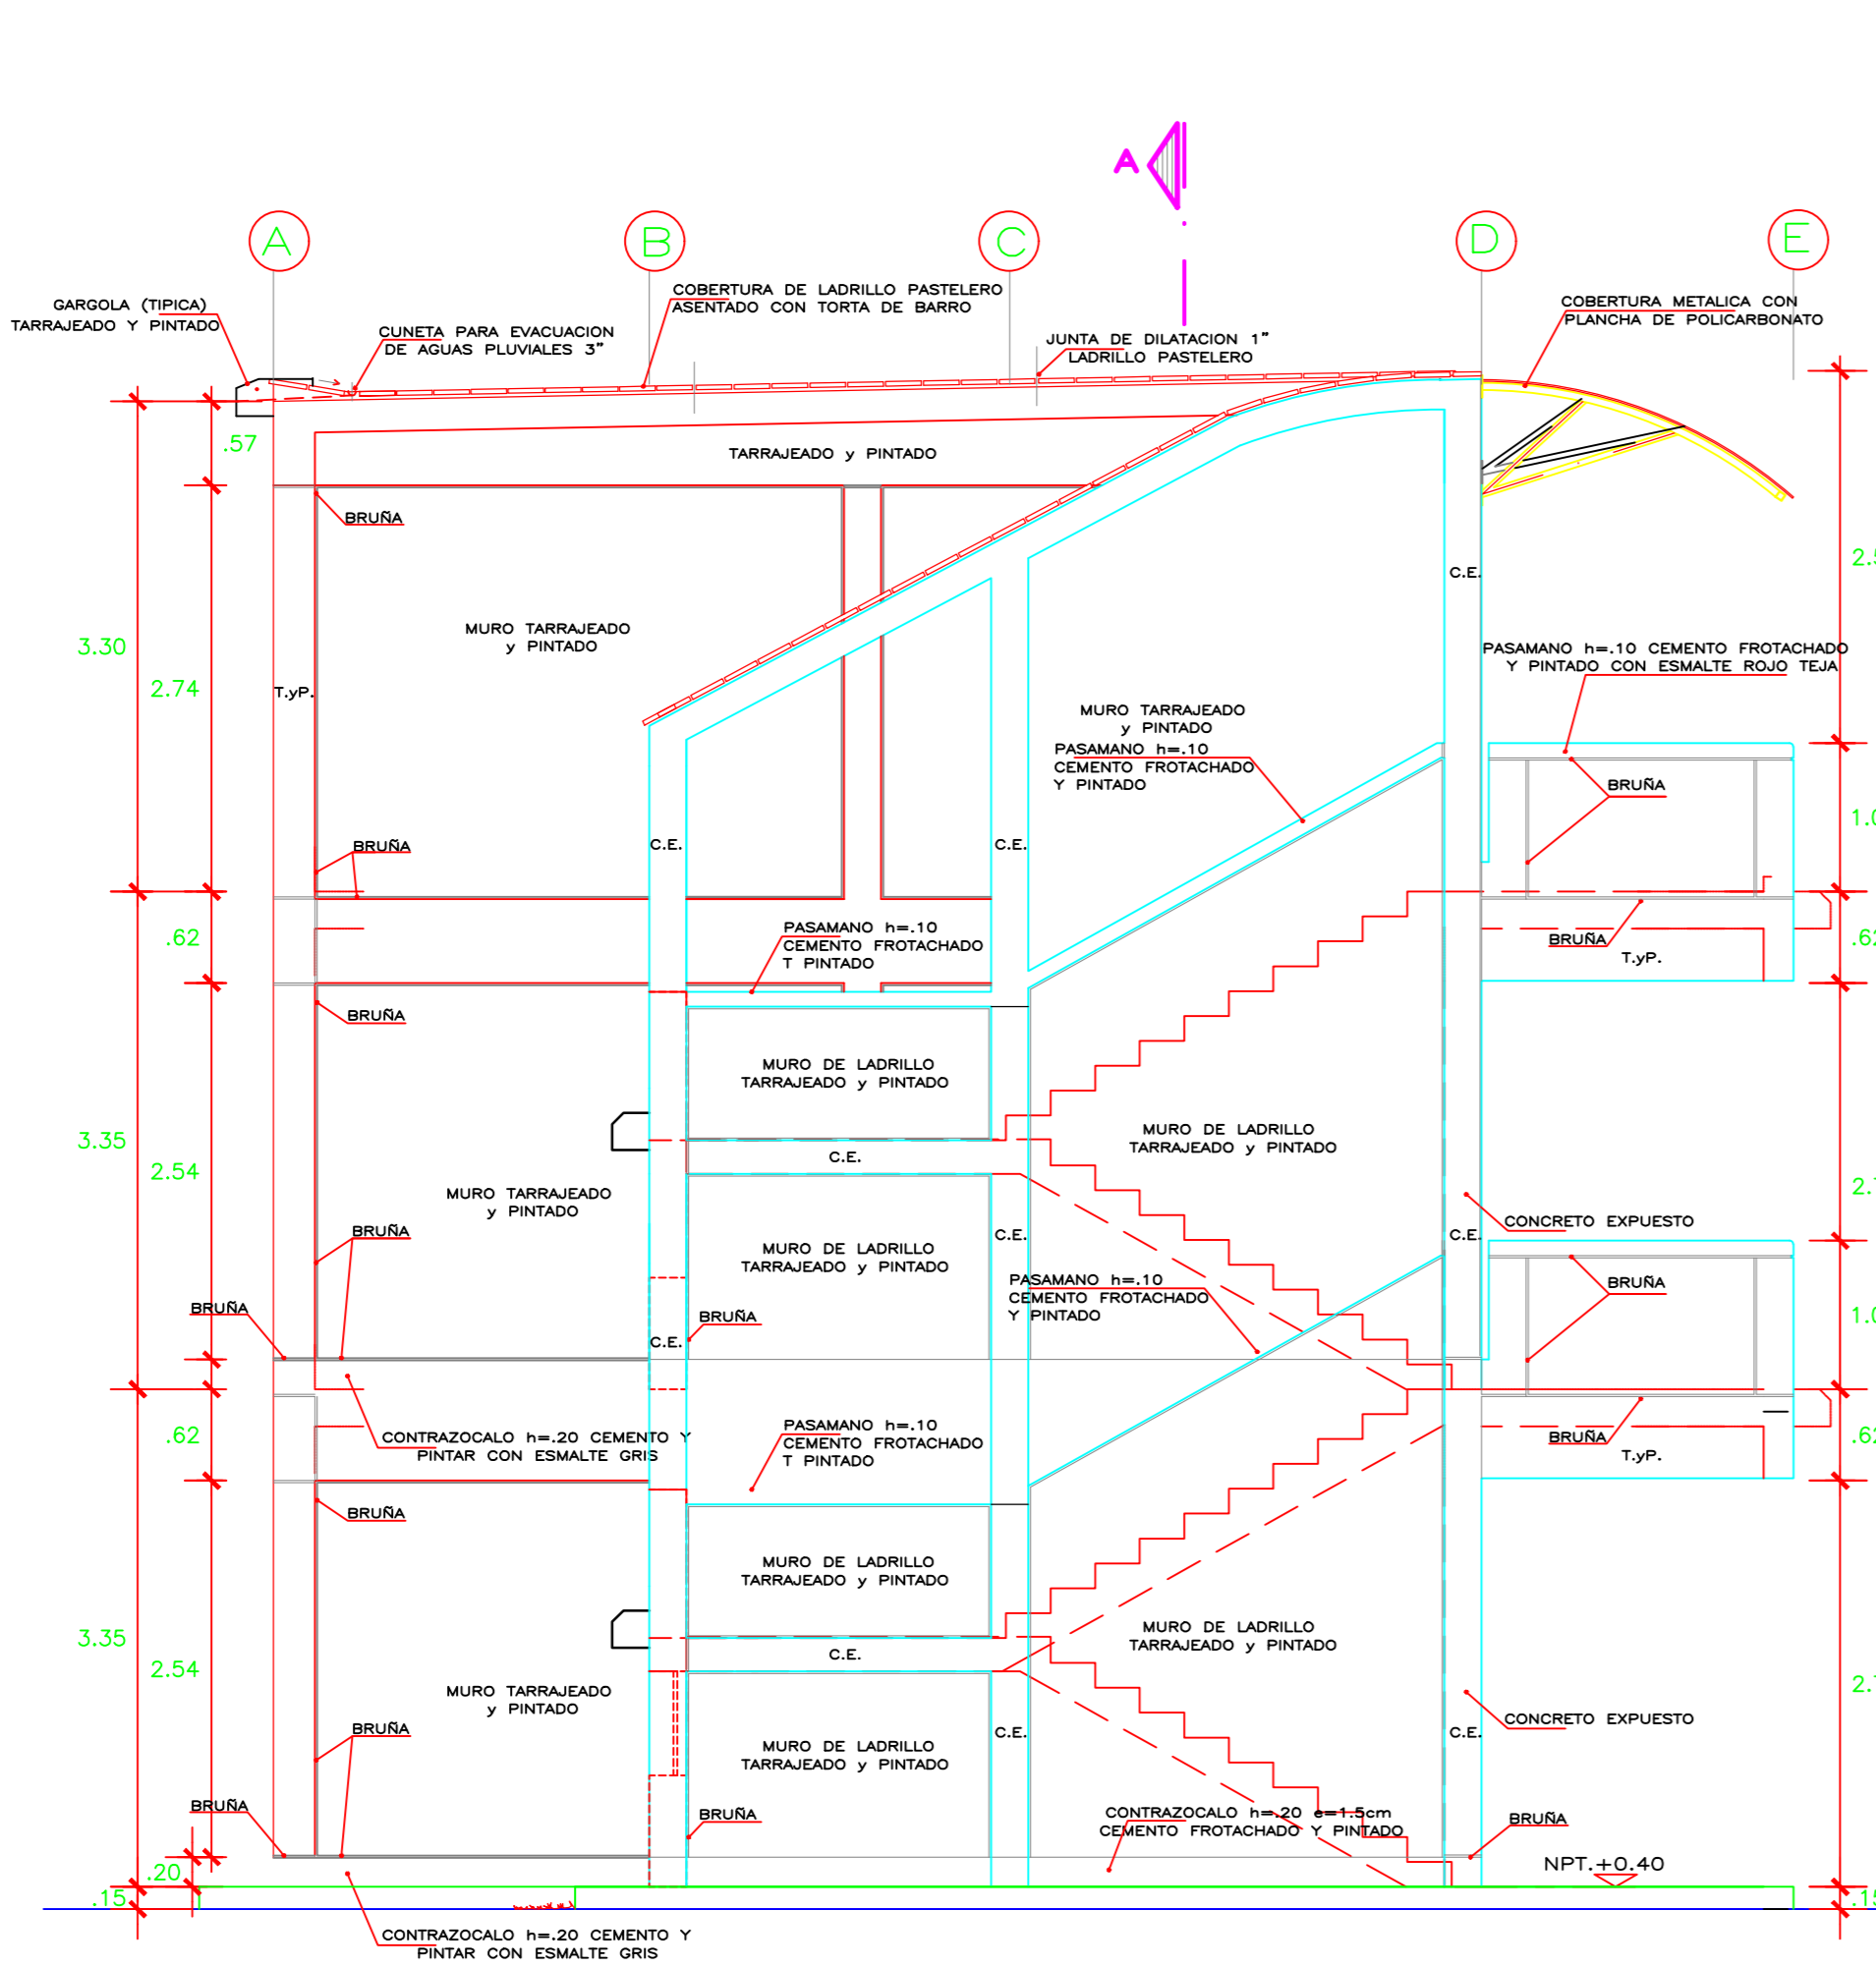 A
A
B
C
D
E
GARGOLA (TIPICA)
TARRAJEADO Y PINTADO
CUNETA PARA EVACUACION
DE AGUAS PLUVIALES 3"
COBERTURA DE LADRILLO PASTELERO
ASENTADO CON TORTA DE BARRO
JUNTA DE DILATACION 1"
LADRILLO PASTELERO
COBERTURA METALICA CON
PLANCHA DE POLICARBONATO
.57
TARRAJEADO y PINTADO
BRUÑA
C.E.
MURO TARRAJEADO
y PINTADO
3.30
2.74
T.yP.
PASAMANO h=.10 CEMENTO FROTACHADO
Y PINTADO CON ESMALTE ROJO TEJA
MURO TARRAJEADO
y PINTADO
PASAMANO h=.10
CEMENTO FROTACHADO
Y PINTADO
BRUÑA
BRUÑA
C.E.
C.E.
.62
PASAMANO h=.10
CEMENTO FROTACHADO
T PINTADO
BRUÑA
T.yP.
BRUÑA
MURO DE LADRILLO
TARRAJEADO y PINTADO
3.35
2.54
C.E.
MURO DE LADRILLO
TARRAJEADO y PINTADO
MURO TARRAJEADO
y PINTADO
BRUÑA
MURO DE LADRILLO
TARRAJEADO y PINTADO
C.E.
C.E.
CONCRETO EXPUESTO
PASAMANO h=.10
CEMENTO FROTACHADO
Y PINTADO
BRUÑA
BRUÑA
BRUÑA
C.E.
.62
CONTRAZOCALO h=.20 CEMENTO Y
PINTAR CON ESMALTE GRIS
PASAMANO h=.10
CEMENTO FROTACHADO
T PINTADO
BRUÑA
T.yP.
BRUÑA
MURO DE LADRILLO
TARRAJEADO y PINTADO
3.35
2.54
C.E.
MURO DE LADRILLO
TARRAJEADO y PINTADO
MURO TARRAJEADO
y PINTADO
BRUÑA
MURO DE LADRILLO
TARRAJEADO y PINTADO
C.E.
C.E.
CONCRETO EXPUESTO
BRUÑA
BRUÑA
CONTRAZOCALO h=.20 e=1.5cm
CEMENTO FROTACHADO Y PINTADO
BRUÑA
NPT.+0.40
.20
.15
.15
CONTRAZOCALO h=.20 CEMENTO Y
PINTAR CON ESMALTE GRIS